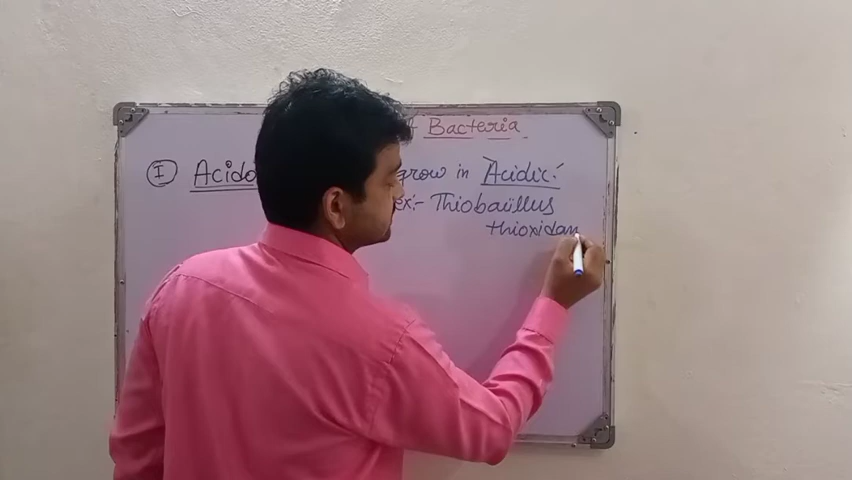 Bacteria
I Acido grow in "Acidic"
ex:- Thiobacillus
thioxidan